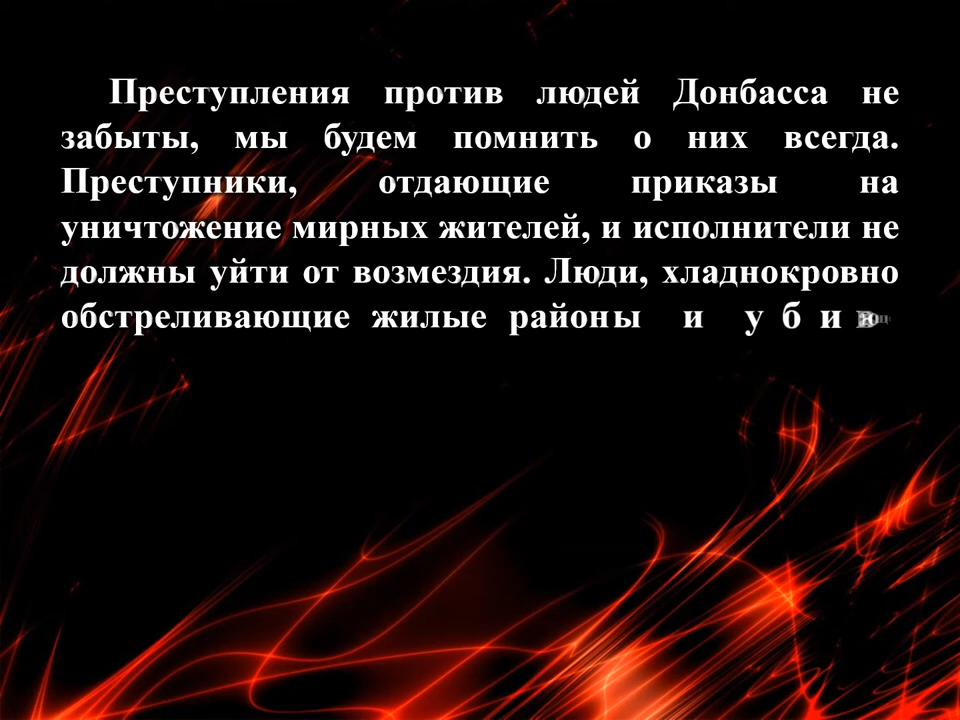 Преступления против людей Донбасса не
забыты, мы будем помнить о них всегда.
Преступники, отдающие приказы на
уничтожение мирных жителей, и исполнители не
должны уйти от возмездия. Люди, хладнокровно
обстреливающие жилые районы и